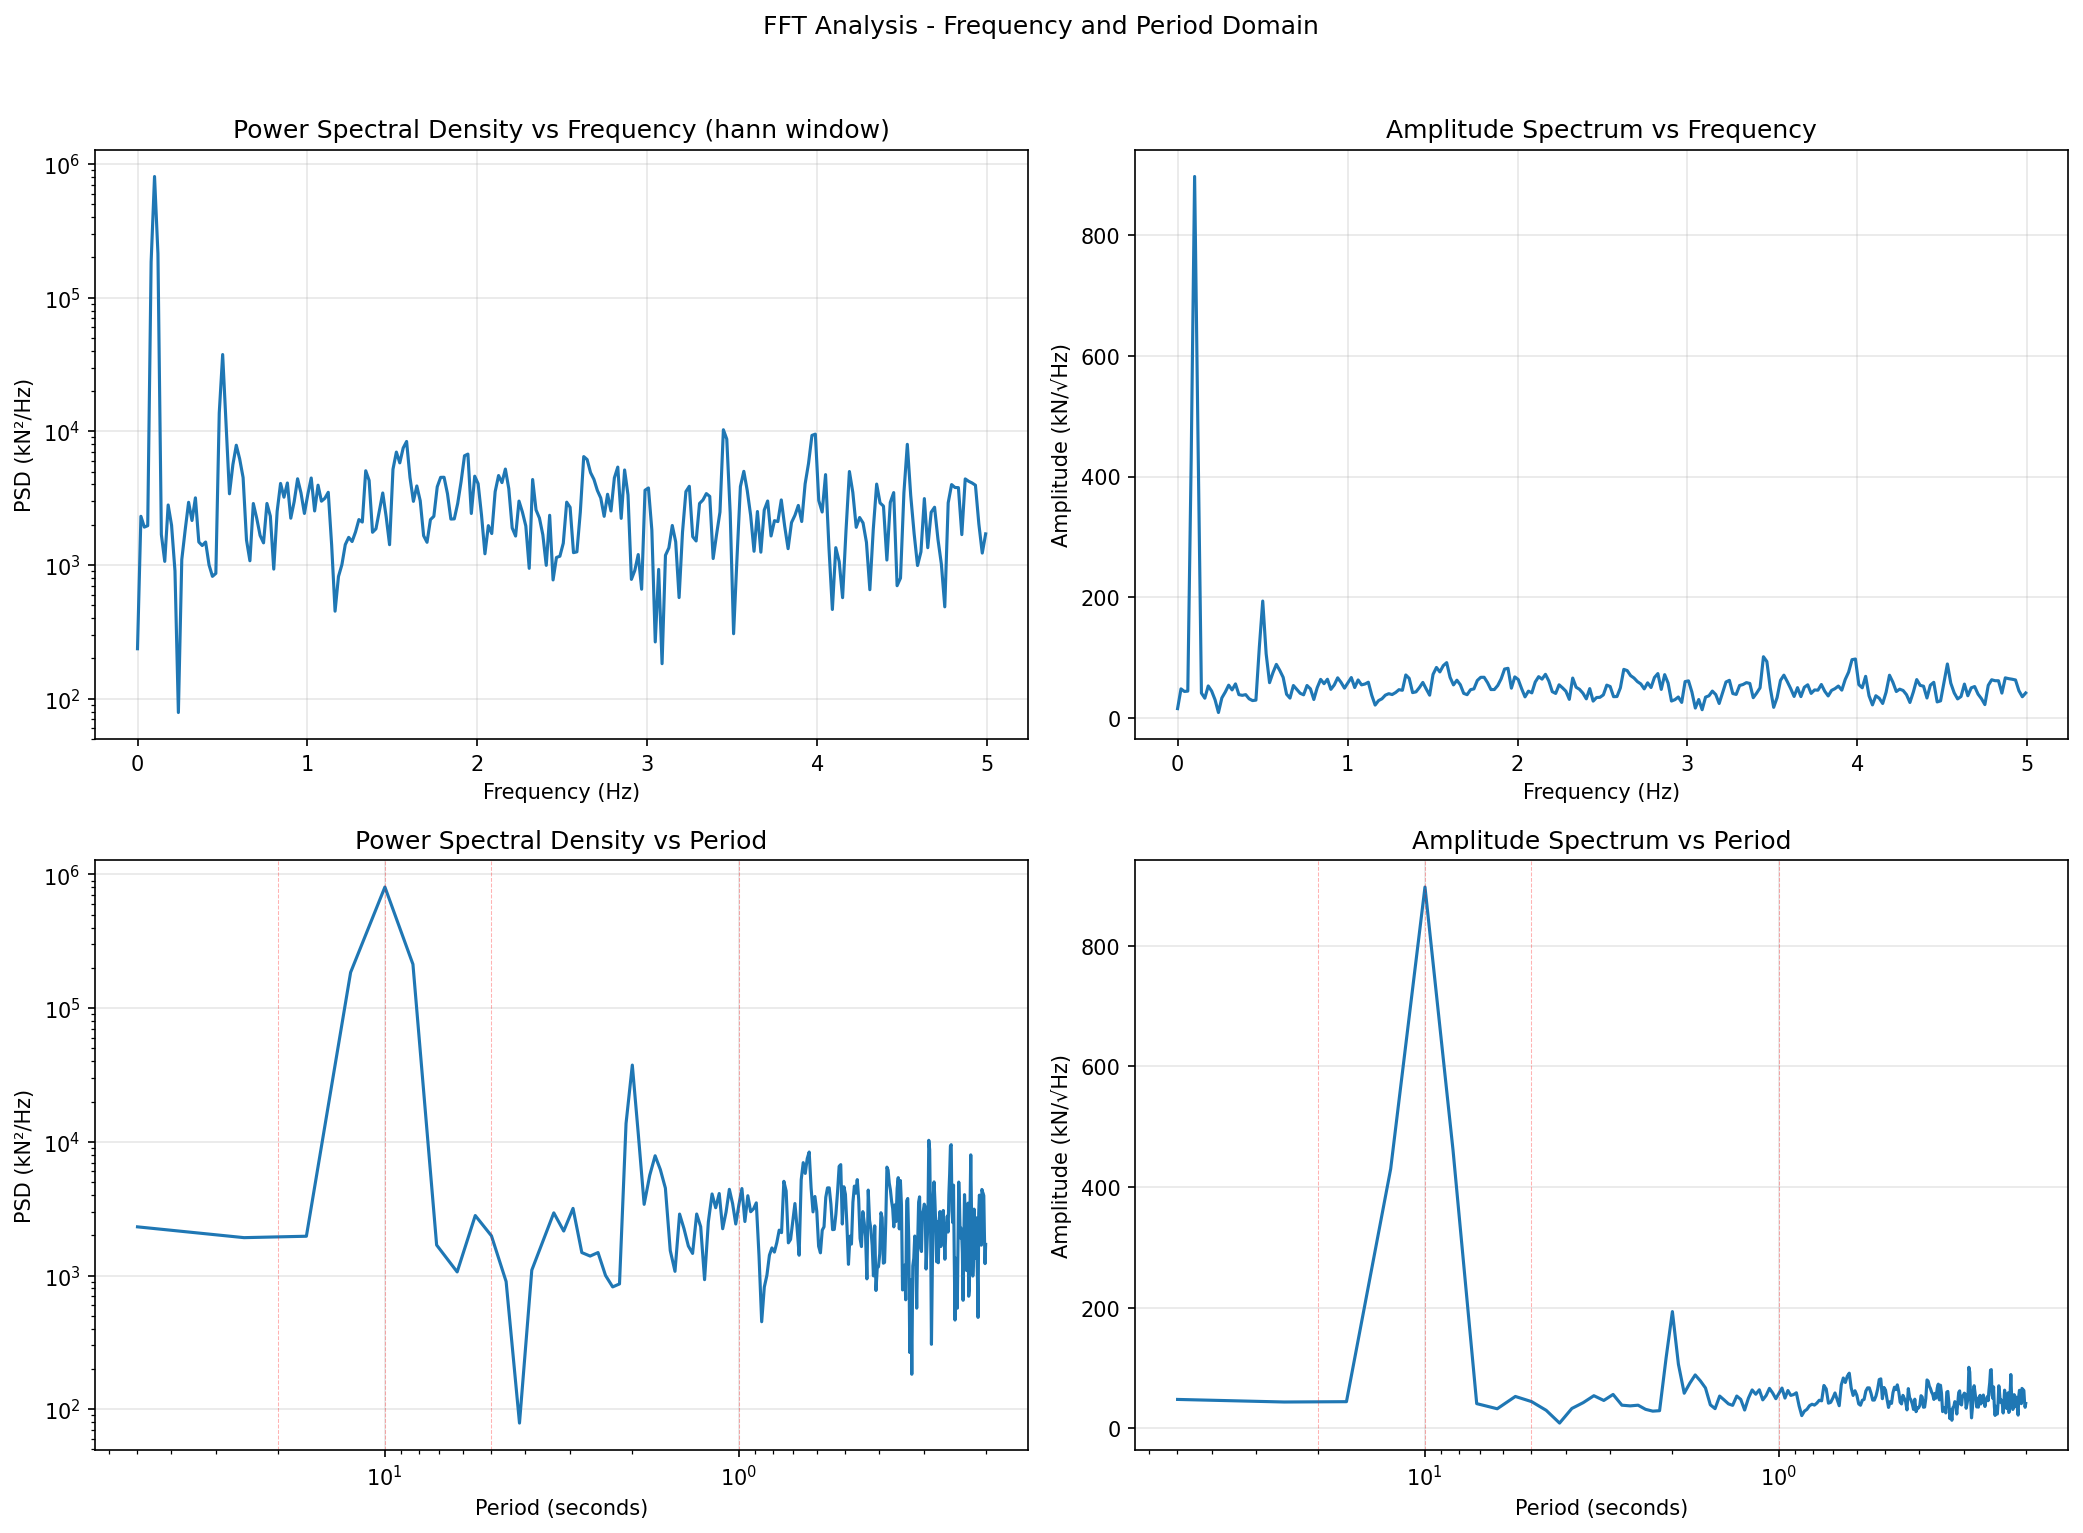 FFT Analysis - Frequency and Period Domain
Power Spectral Density vs Frequency (hann window)
PSD (kN²/Hz)
10⁶
10⁵
10⁴
10³
10²
0 1 2 3 4 5
Frequency (Hz)
Amplitude Spectrum vs Frequency
Amplitude (kN/√Hz)
800
600
400
200
0
0 1 2 3 4 5
Frequency (Hz)
Power Spectral Density vs Period
PSD (kN²/Hz)
10⁶
10⁵
10⁴
10³
10²
10¹ 10⁰
Period (seconds)
Amplitude Spectrum vs Period
Amplitude (kN/√Hz)
800
600
400
200
0
10¹ 10⁰
Period (seconds)